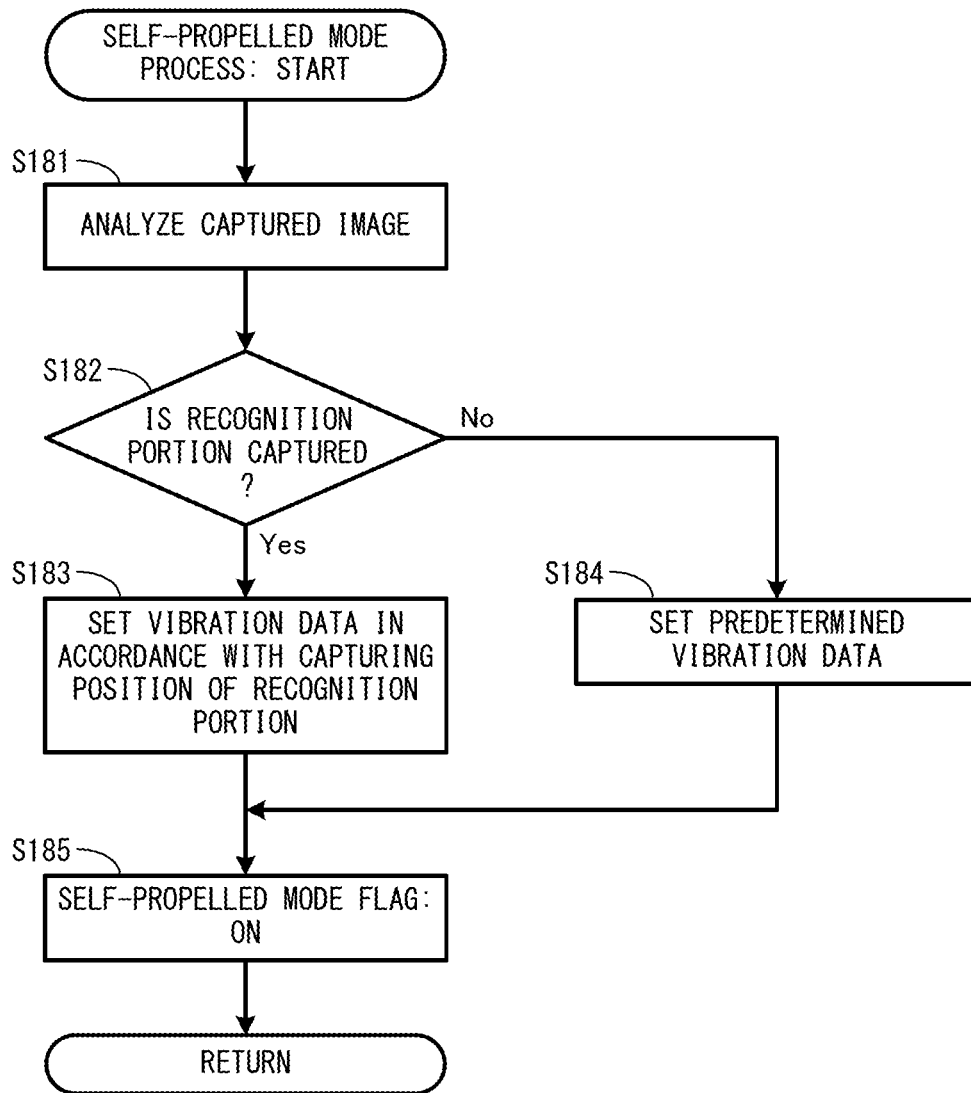 SELF-PROPELLED MODE
PROCESS: START
S181
ANALYZE CAPTURED IMAGE
S182
IS RECOGNITION
PORTION CAPTURED
?
No
Yes
S183
SET VIBRATION DATA IN
ACCORDANCE WITH CAPTURING
POSITION OF RECOGNITION
PORTION
S184
SET PREDETERMINED
VIBRATION DATA
S185
SELF-PROPELLED MODE FLAG:
ON
RETURN